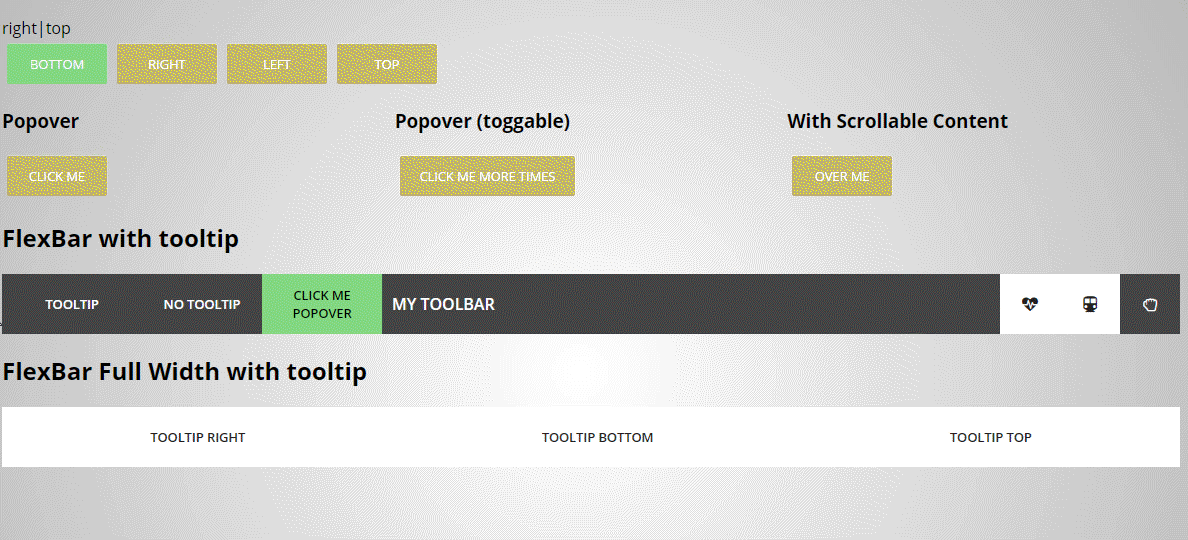 right|top
BOTTOM RIGHT LEFT TOP
Popover Popover (toggable) With Scrollable Content
CLICK ME CLICK ME MORE TIMES OVER ME
FlexBar with tooltip
TOOLTIP NO TOOLTIP CLICK ME POPOVER MY TOOLBAR
FlexBar Full Width with tooltip
TOOLTIP RIGHT TOOLTIP BOTTOM TOOLTIP TOP